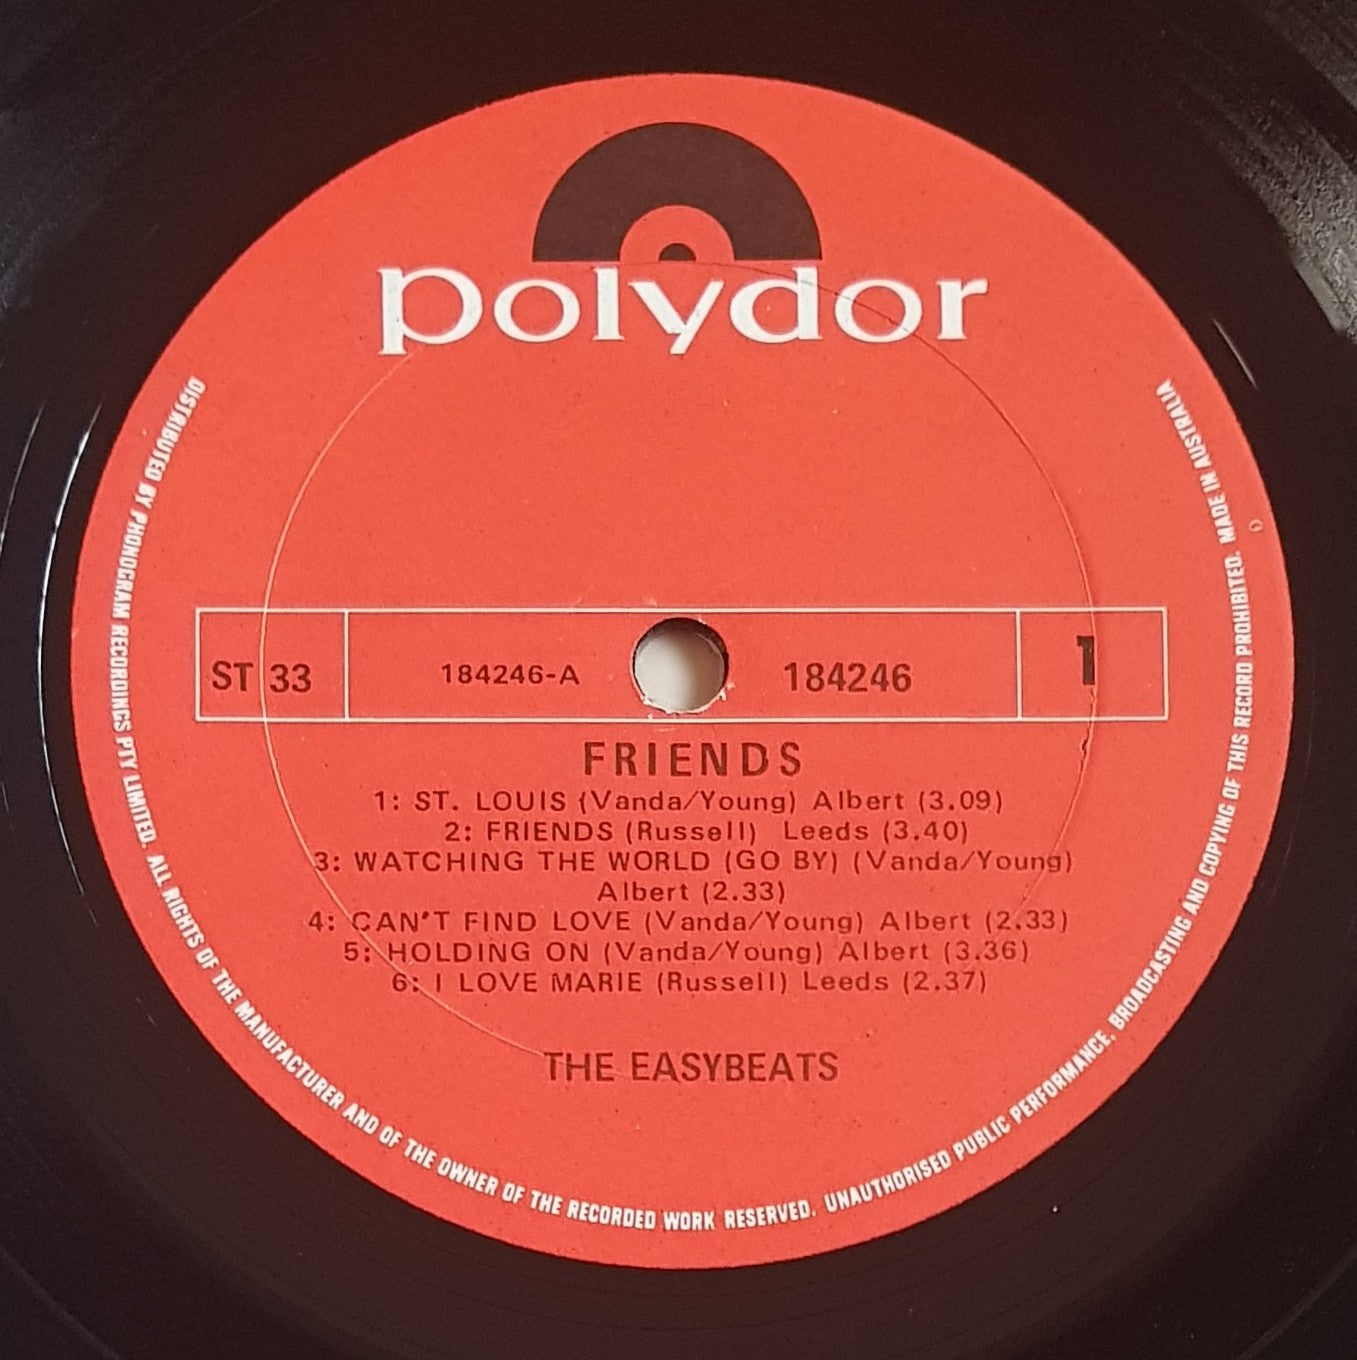 polydor
ST 33
184246-A
184246
1
FRIENDS
1: ST. LOUIS (Vanda/Young) Albert (3.09)
2: FRIENDS (Russell) Leeds (3.40)
3: WATCHING THE WORLD (GO BY) (Vanda/Young)
Albert (2.33)
4: CAN'T FIND LOVE (Vanda/Young) Albert (2.33)
5: HOLDING ON (Vanda/Young) Albert (3.36)
6: I LOVE MARIE (Russell) Leeds (2.37)
THE EASYBEATS
DISTRIBUTED BY PHONOGRAM RECORDINGS PTY LIMITED. ALL RIGHTS OF THE MANUFACTURER AND OF THE OWNER OF THE RECORDED WORK RESERVED. UNAUTHORISED PUBLIC PERFORMANCE, BROADCASTING AND COPYING OF THIS RECORD PROHIBITED. MADE IN AUSTRALIA